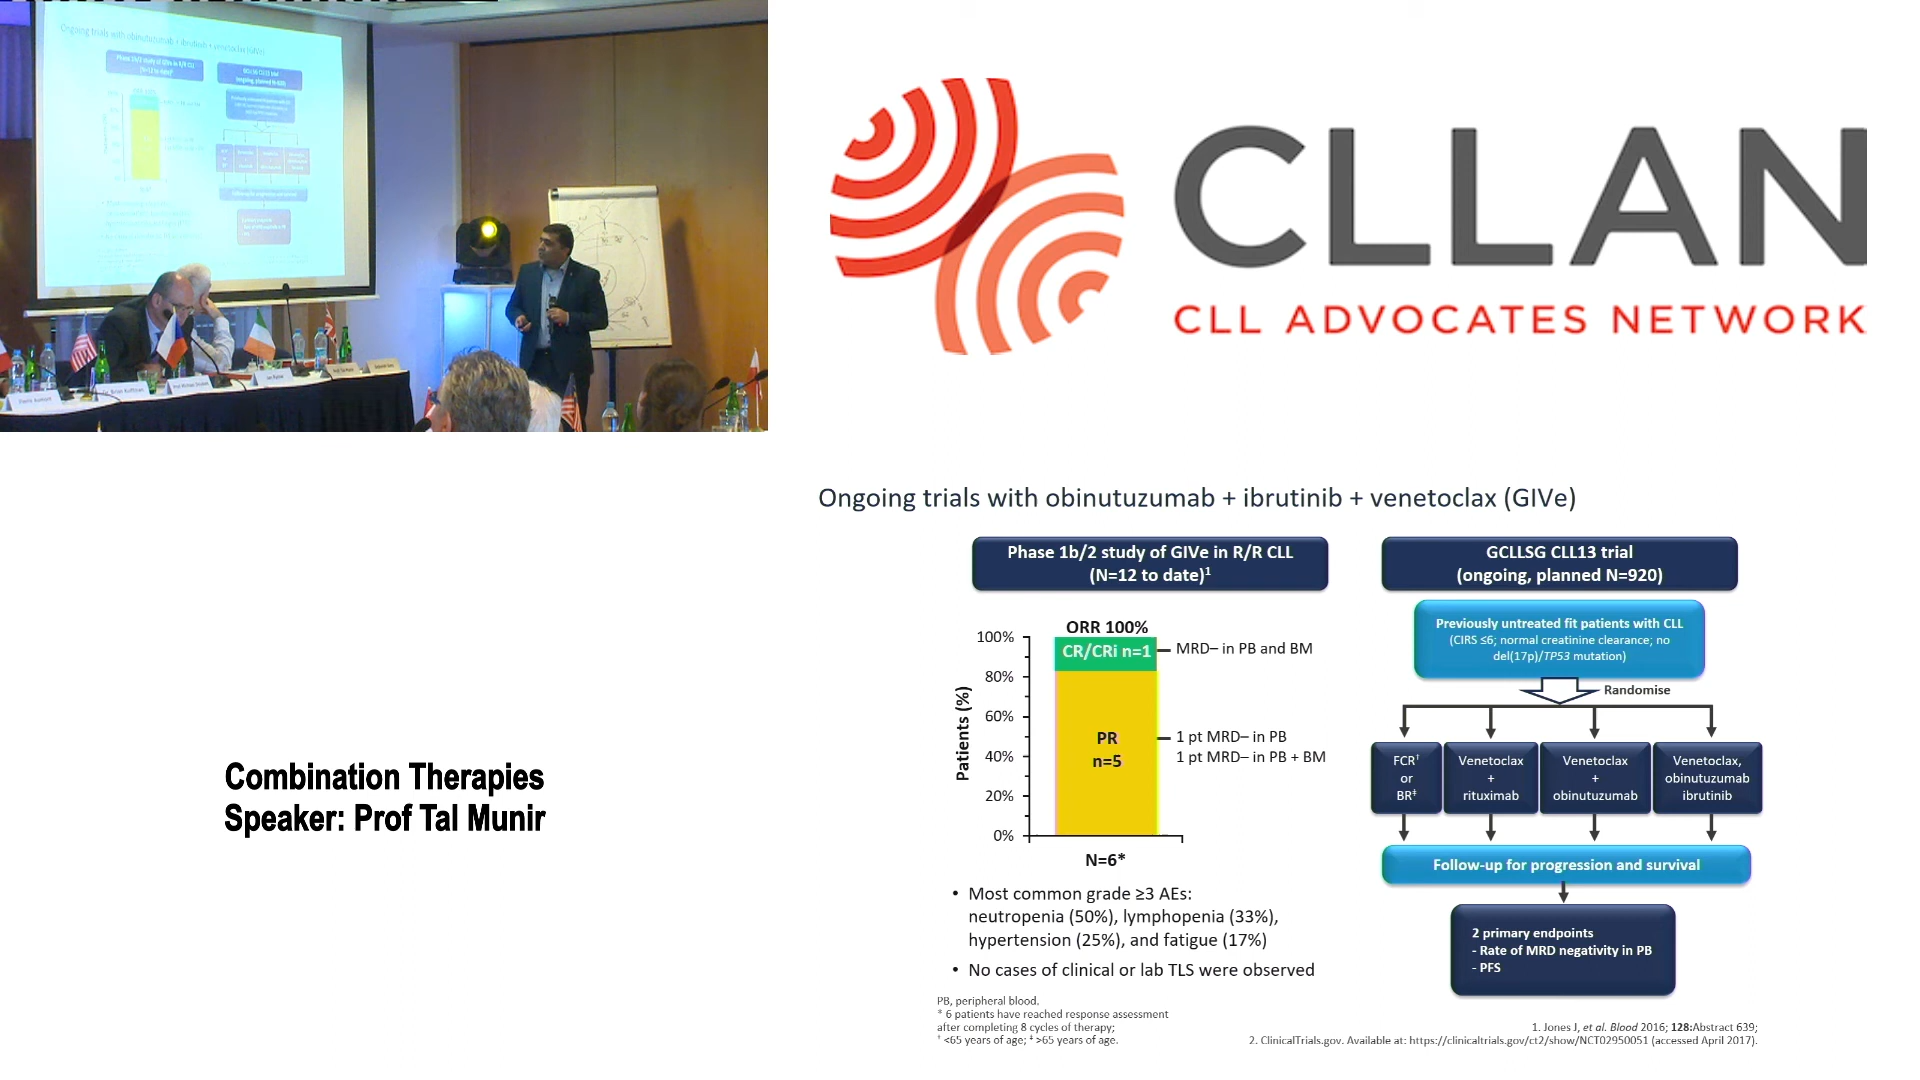 Ongoing trials with obinutuzumab + ibrutinib + venetoclax (GIVe)
CLLAN
CLL ADVOCATES NETWORK
Combination Therapies
Speaker: Prof Tal Munir
Ongoing trials with obinutuzumab + ibrutinib + venetoclax (GIVe)
Phase 1b/2 study of GIVe in R/R CLL
(N=12 to date)1
ORR 100%
100%
80%
60%
40%
20%
0%
Patients (%)
CR/CRi n=1
MRD– in PB and BM
PR
n=5
1 pt MRD– in PB
1 pt MRD– in PB + BM
N=6*
• Most common grade ≥3 AEs:
neutropenia (50%), lymphopenia (33%),
hypertension (25%), and fatigue (17%)
• No cases of clinical or lab TLS were observed
PB, peripheral blood.
* 6 patients have reached response assessment
after completing 8 cycles of therapy;
† <65 years of age; ‡ >65 years of age.
GCLLSG CLL13 trial
(ongoing, planned N=920)
Previously untreated fit patients with CLL
(CIRS ≤6; normal creatinine clearance; no
del(17p)/TP53 mutation)
Randomise
FCR†
or
BR‡
Venetoclax
+
rituximab
Venetoclax
+
obinutuzumab
Venetoclax,
obinutuzumab
ibrutinib
Follow-up for progression and survival
2 primary endpoints
- Rate of MRD negativity in PB
- PFS
1. Jones J, et al. Blood 2016; 128:Abstract 639;
2. ClinicalTrials.gov. Available at: https://clinicaltrials.gov/ct2/show/NCT02950051 (accessed April 2017).